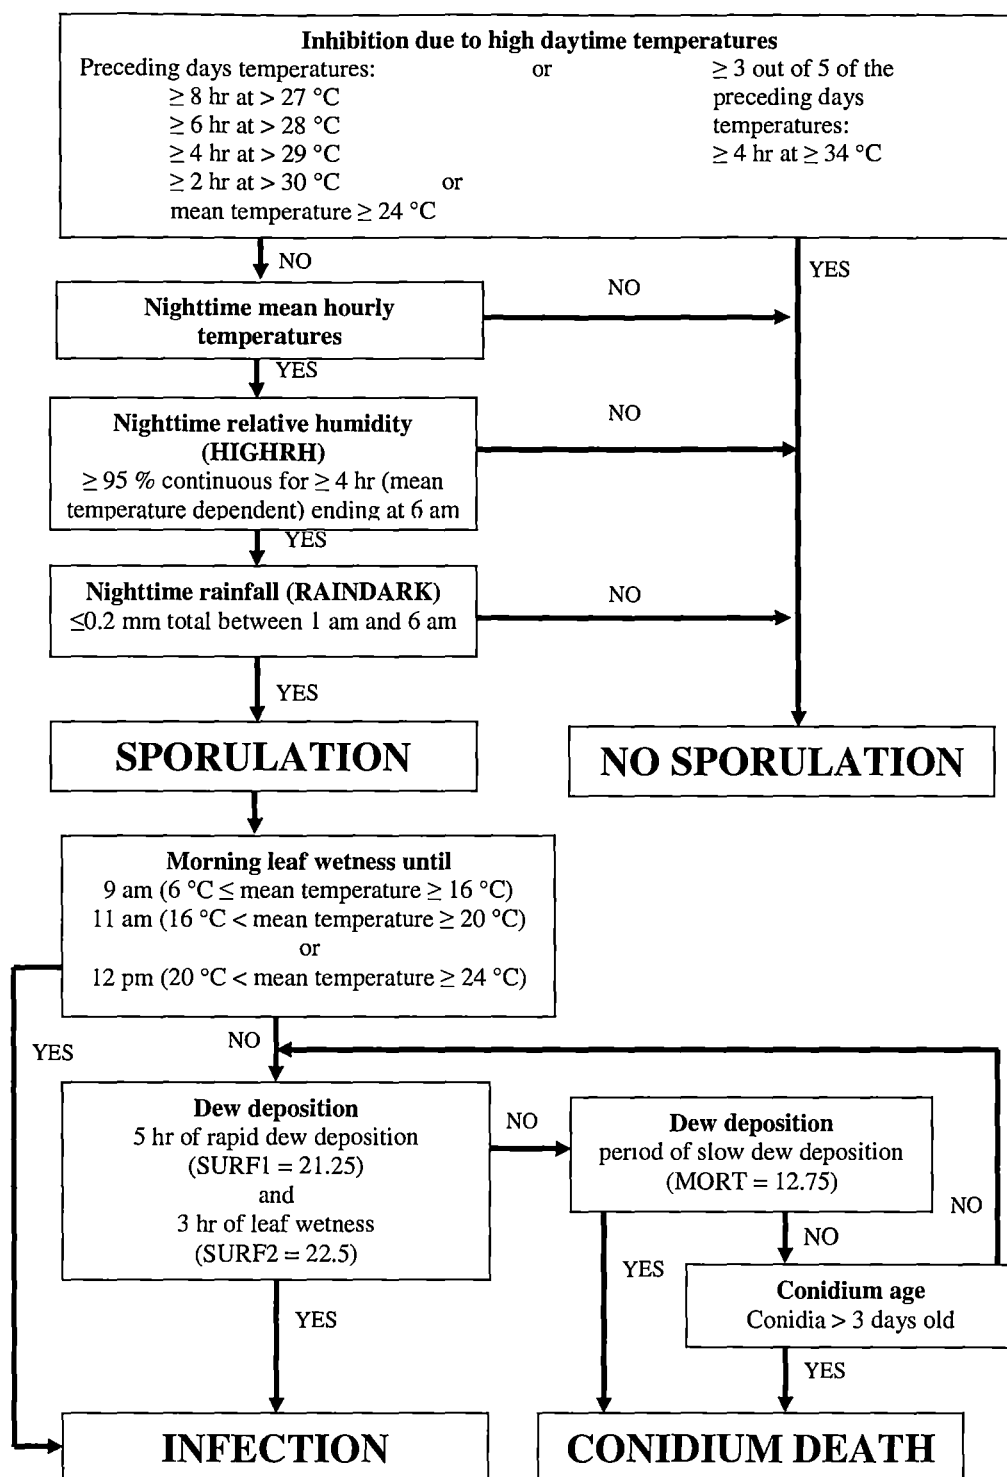 Inhibition due to high daytime temperatures
Preceding days temperatures: or ≥ 3 out of 5 of the
≥ 8 hr at > 27 °C preceding days
≥ 6 hr at > 28 °C temperatures:
≥ 4 hr at > 29 °C ≥ 4 hr at ≥ 34 °C
≥ 2 hr at > 30 °C or
mean temperature ≥ 24 °C
NO
YES
Nighttime mean hourly
temperatures
NO
YES
Nighttime relative humidity
(HIGHRH)
≥ 95 % continuous for ≥ 4 hr (mean
temperature dependent) ending at 6 am
NO
YES
Nighttime rainfall (RAINDARK)
≤0.2 mm total between 1 am and 6 am
NO
YES
SPORULATION
NO SPORULATION
Morning leaf wetness until
9 am (6 °C ≤ mean temperature ≥ 16 °C)
11 am (16 °C < mean temperature ≥ 20 °C)
or
12 pm (20 °C < mean temperature ≥ 24 °C)
YES
NO
Dew deposition
5 hr of rapid dew deposition
(SURF1 = 21.25)
and
3 hr of leaf wetness
(SURF2 = 22.5)
NO
Dew deposition
period of slow dew deposition
(MORT = 12.75)
NO
YES
NO
Conidium age
Conidia > 3 days old
YES
YES
INFECTION
CONIDIUM DEATH